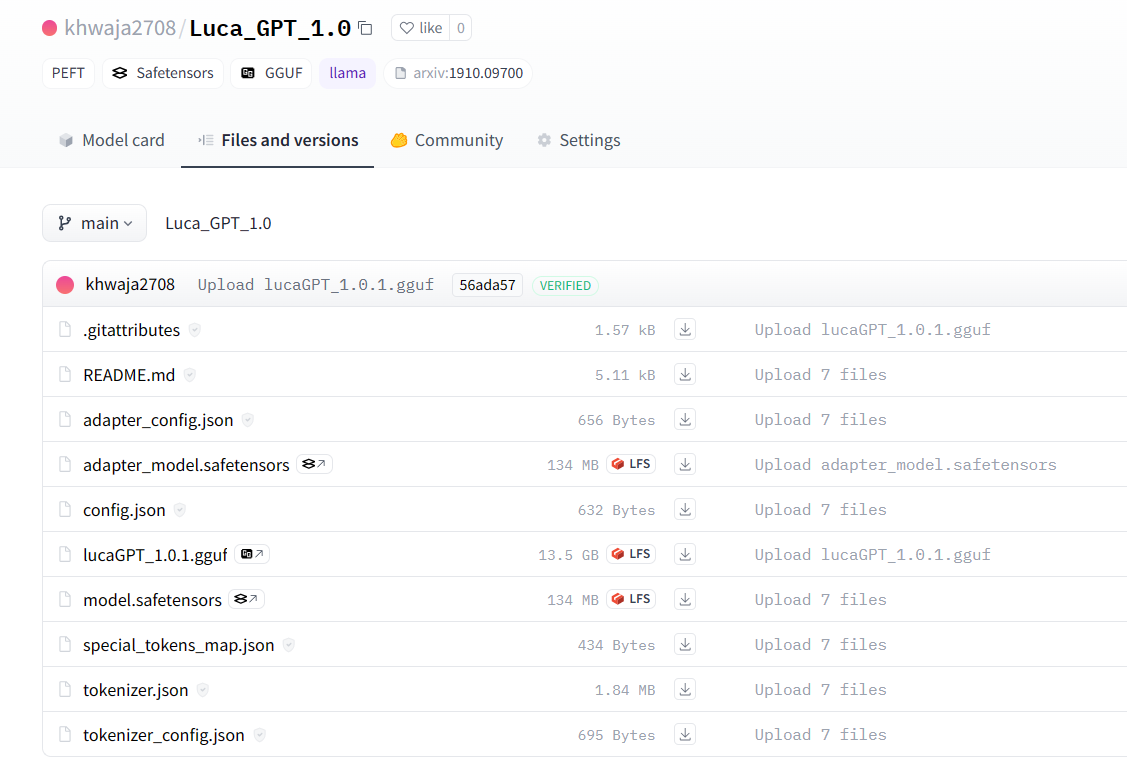 khwaja2708/Luca_GPT_1.0 like 0
PEFT Safetensors GGUF llama arxiv:1910.09700
Model card Files and versions Community Settings
main Luca_GPT_1.0
khwaja2708 Upload lucaGPT_1.0.1.gguf 56ada57 VERIFIED
.gitattributes 1.57 kB Upload lucaGPT_1.0.1.gguf
README.md 5.11 kB Upload 7 files
adapter_config.json 656 Bytes Upload 7 files
adapter_model.safetensors 134 MB LFS Upload adapter_model.safetensors
config.json 632 Bytes Upload 7 files
lucaGPT_1.0.1.gguf 13.5 GB LFS Upload lucaGPT_1.0.1.gguf
model.safetensors 134 MB LFS Upload 7 files
special_tokens_map.json 434 Bytes Upload 7 files
tokenizer.json 1.84 MB Upload 7 files
tokenizer_config.json 695 Bytes Upload 7 files